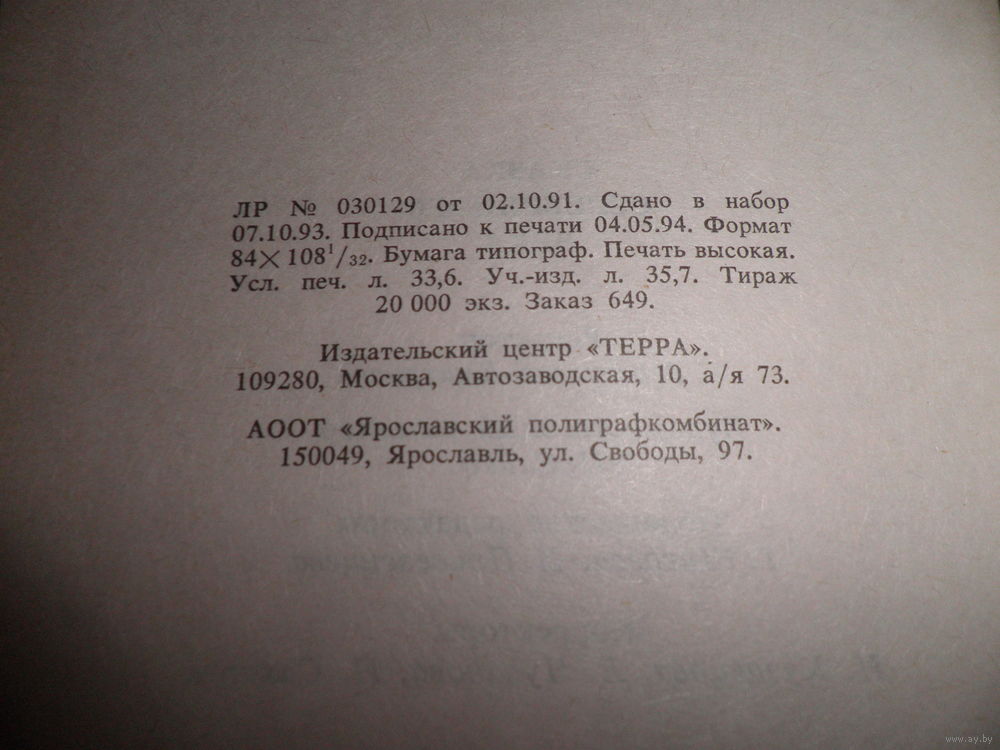 ЛР № 030129 от 02.10.91. Сдано в набор
07.10.93. Подписано к печати 04.05.94. Формат
84×108¹/₃₂. Бумага типограф. Печать высокая.
Усл. печ. л. 33,6. Уч.-изд. л. 35,7. Тираж
20 000 экз. Заказ 649.
Издательский центр «ТЕРРА».
109280, Москва, Автозаводская, 10, а/я 73.
АООТ «Ярославский полиграфкомбинат».
150049, Ярославль, ул. Свободы, 97.
www.ay.by